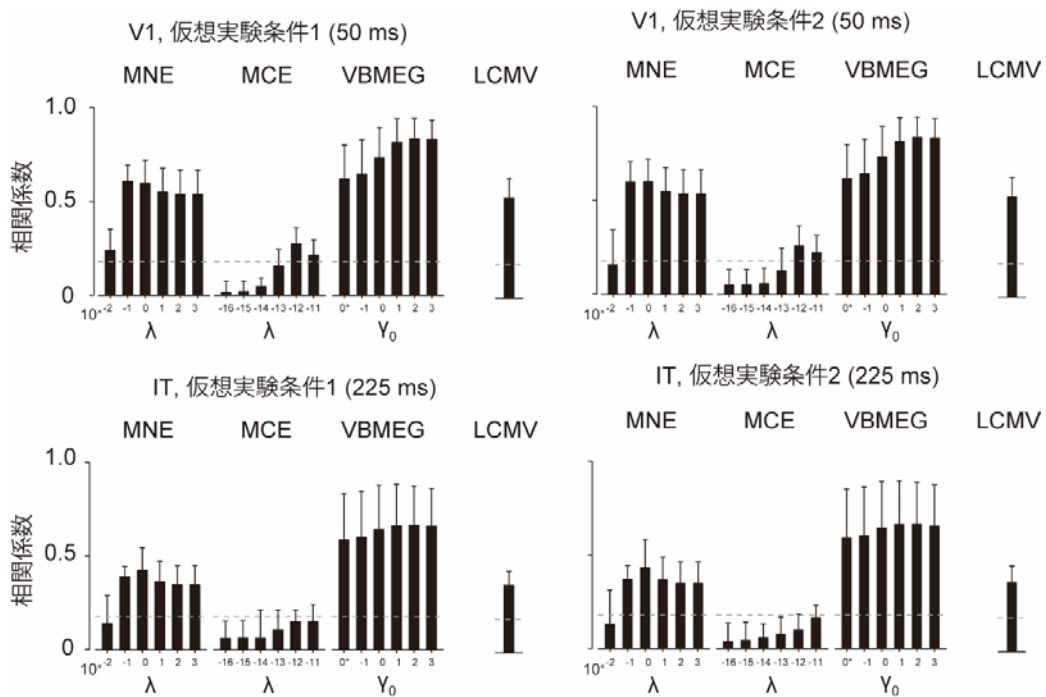 V1, 仮想実験条件1 (50 ms)
MNE MCE VBMEG LCMV
1.0
0.5
0
相関係数
10ˣ -2 -1 0 1 2 3 -16 -15 -14 -13 -12 -11 0* -1 0 1 2 3
λ λ γ₀
V1, 仮想実験条件2 (50 ms)
MNE MCE VBMEG LCMV
-2 -1 0 1 2 3 -16 -15 -14 -13 -12 -11 0* -1 0 1 2 3
λ λ γ₀
IT, 仮想実験条件1 (225 ms)
MNE MCE VBMEG LCMV
1.0
0.5
0
相関係数
10ˣ -2 -1 0 1 2 3 -16 -15 -14 -13 -12 -11 0* -1 0 1 2 3
λ λ γ₀
IT, 仮想実験条件2 (225 ms)
MNE MCE VBMEG LCMV
-2 -1 0 1 2 3 -16 -15 -14 -13 -12 -11 0* -1 0 1 2 3
λ λ γ₀